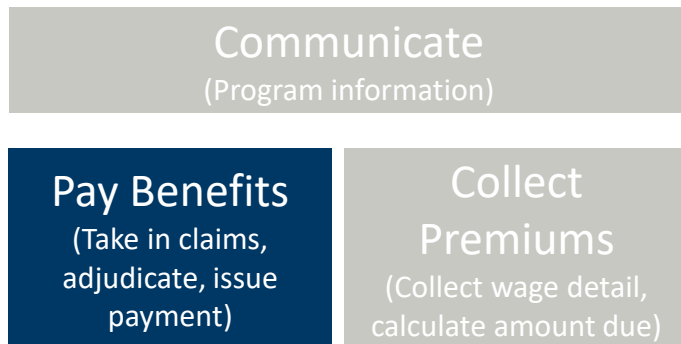 Communicate
(Program information)
Pay Benefits
(Take in claims,
adjudicate, issue
payment)
Collect
Premiums
(Collect wage detail,
calculate amount due)